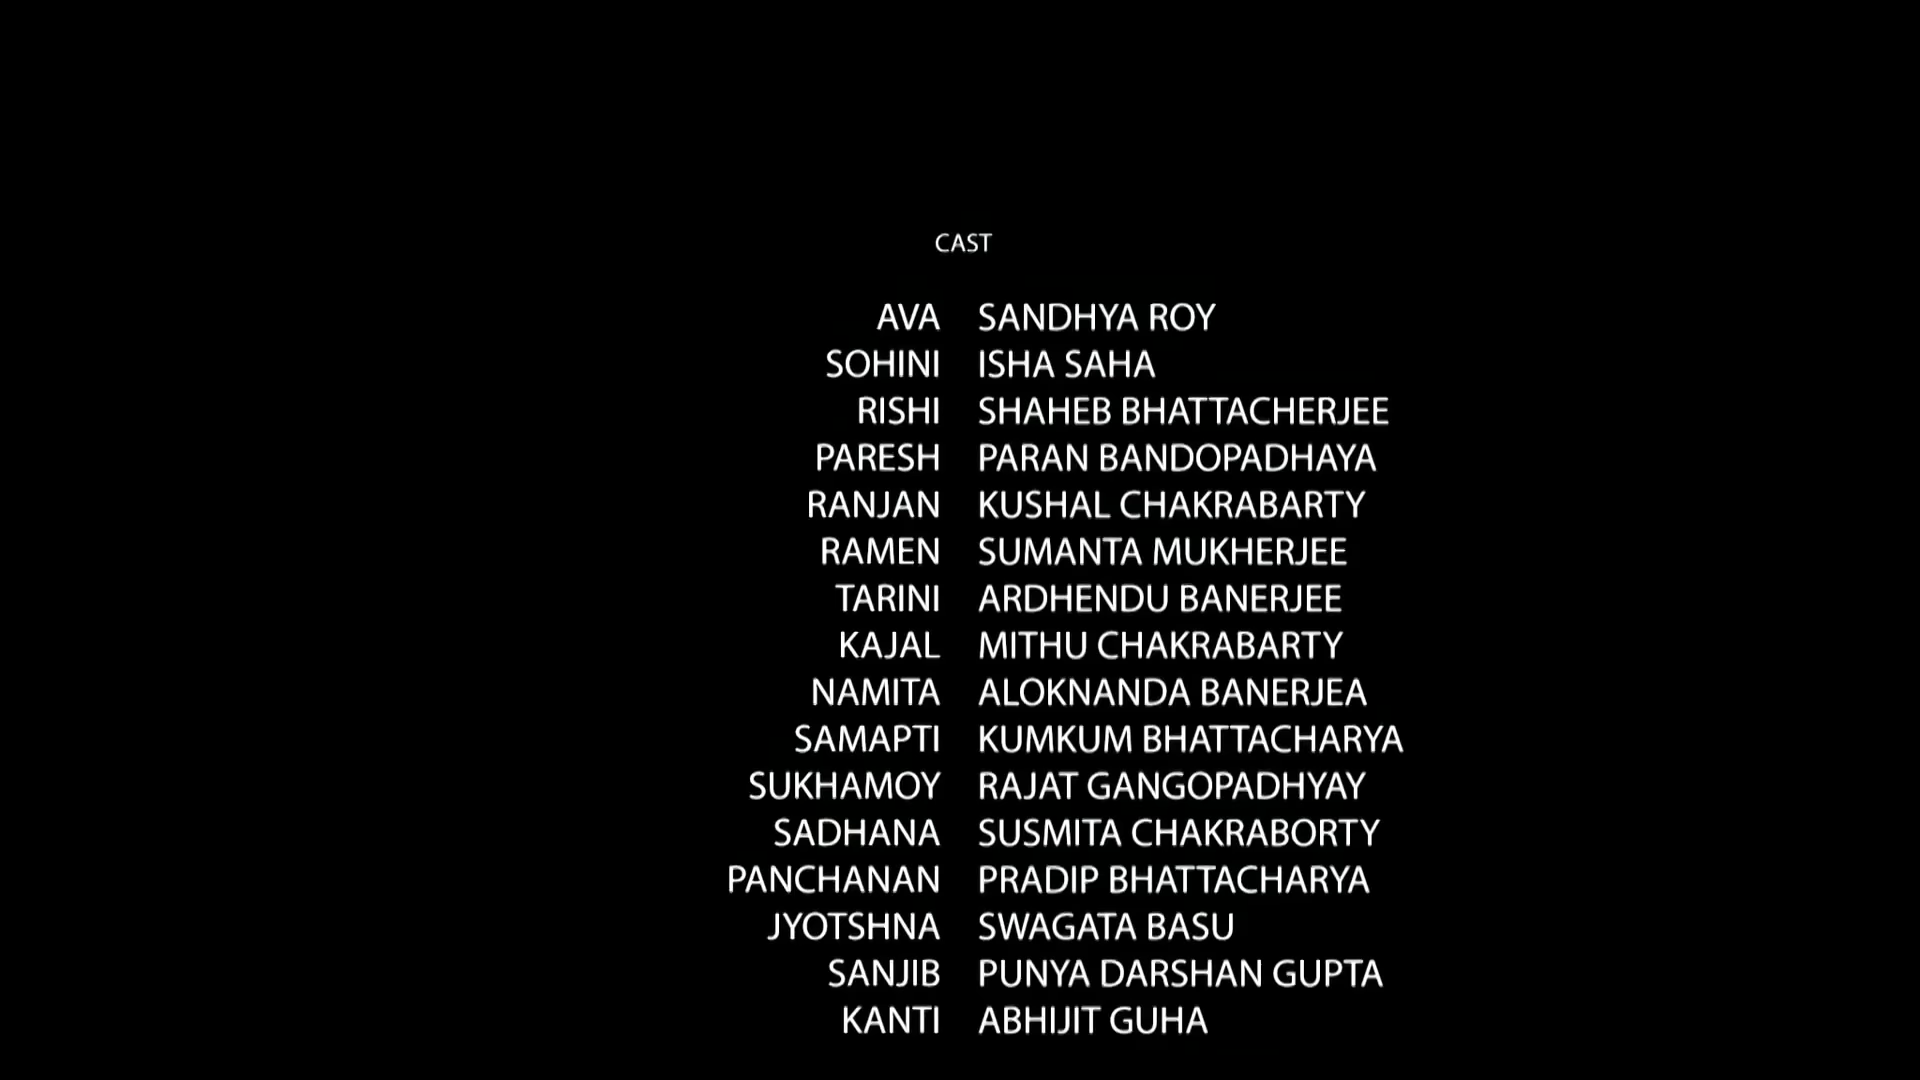 CAST
AVA SANDHYA ROY
SOHINI ISHA SAHA
RISHI SHAHEB BHATTACHERJEE
PARESH PARAN BANDOPADHAYA
RANJAN KUSHAL CHAKRABARTY
RAMEN SUMANTA MUKHERJEE
TARINI ARDHENDU BANERJEE
KAJAL MITHU CHAKRABARTY
NAMITA ALOKNANDA BANERJEA
SAMAPTI KUMKUM BHATTACHARYA
SUKHAMOY RAJAT GANGOPADHYAY
SADHANA SUSMITA CHAKRABORTY
PANCHANAN PRADIP BHATTACHARYA
JYOTSHNA SWAGATA BASU
SANJIB PUNYA DARSHAN GUPTA
KANTI ABHIJIT GUHA